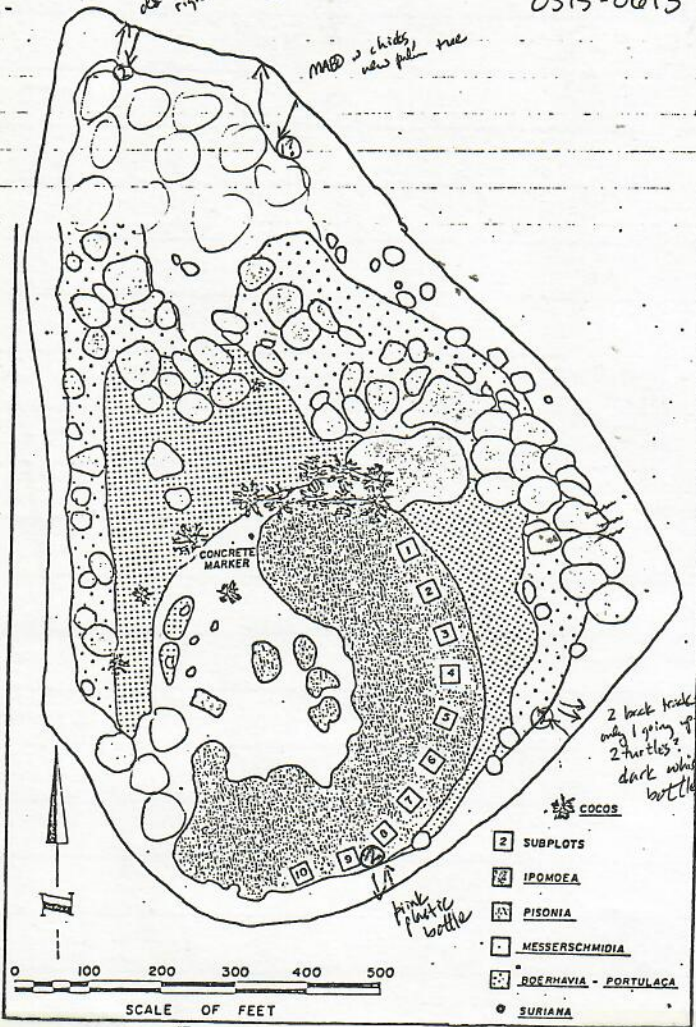 0515-0615
MABO w chicks,
new palm tree
CONCRETE
MARKER
1
2
3
4
5
6
7
8
9
10
2 back track
only 1 going up
2 turtles?
dark
bottle
pink
plastic
bottle
COCOS
2 SUBPLOTS
IPOMOEA
PISONIA
MESSERSCHMIDIA
BOERHAVIA - PORTULACA
SURIANA
0 100 200 300 400 500
SCALE OF FEET